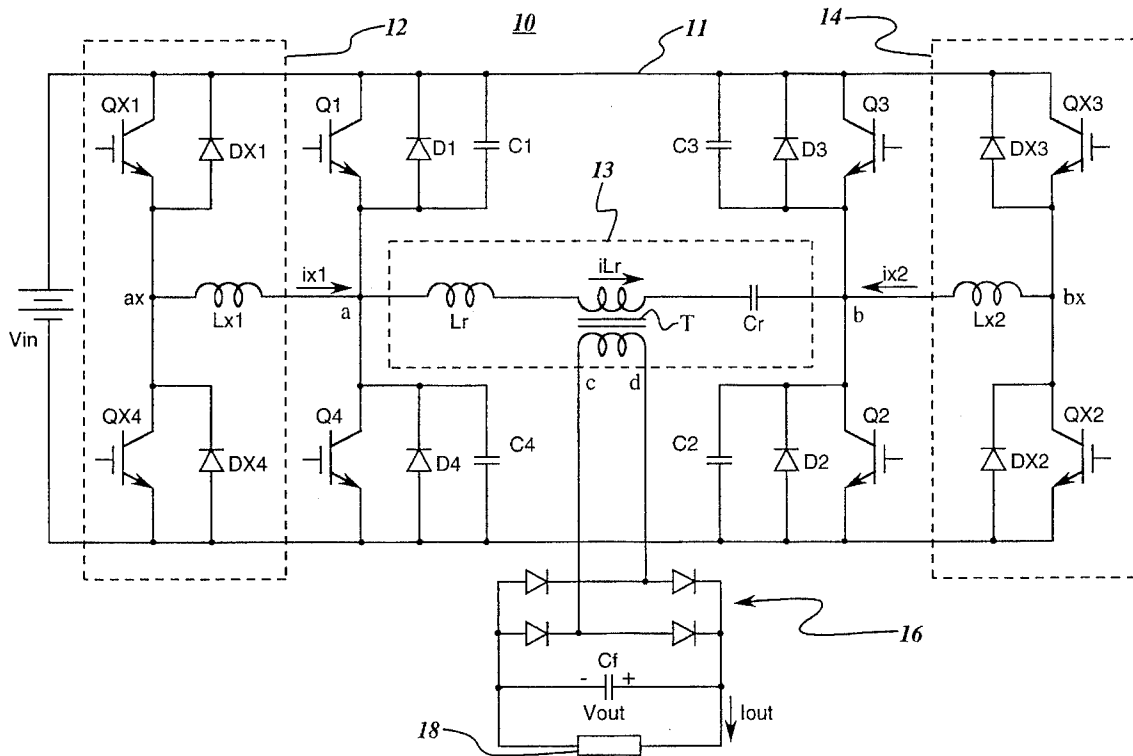 12
10
11
14
QX1
DX1
Q1
D1
C1
C3
D3
Q3
DX3
QX3
13
ix1
iLr
ix2
ax
Lx1
a
Lr
T
Cr
b
Lx2
bx
Vin
c
d
QX4
DX4
Q4
D4
C4
C2
D2
Q2
DX2
QX2
16
Cf
- +
Vout
Iout
18